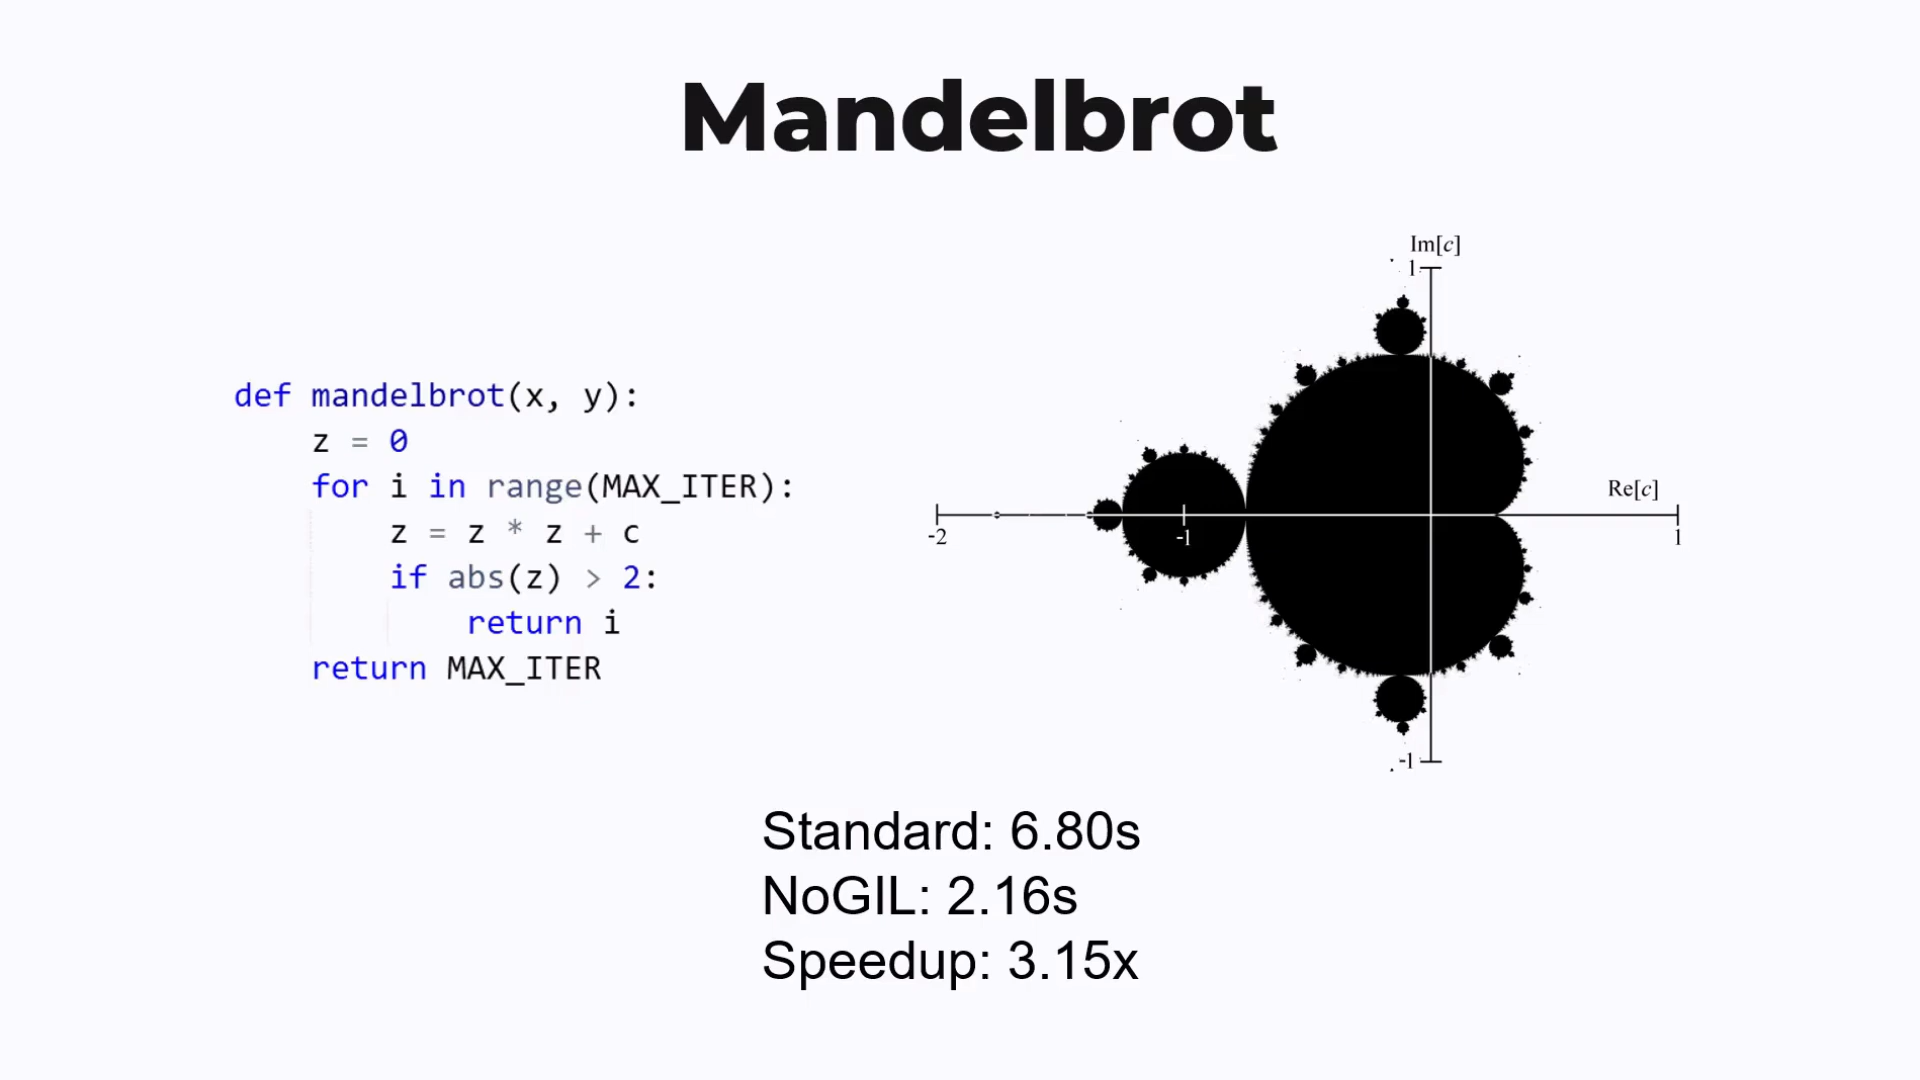 Mandelbrot
def mandelbrot(x, y):
    z = 0
    for i in range(MAX_ITER):
        z = z * z + c
        if abs(z) > 2:
            return i
    return MAX_ITER
Im[c]
1
Re[c]
-2
-1
1
-1
Standard: 6.80s
NoGIL: 2.16s
Speedup: 3.15x